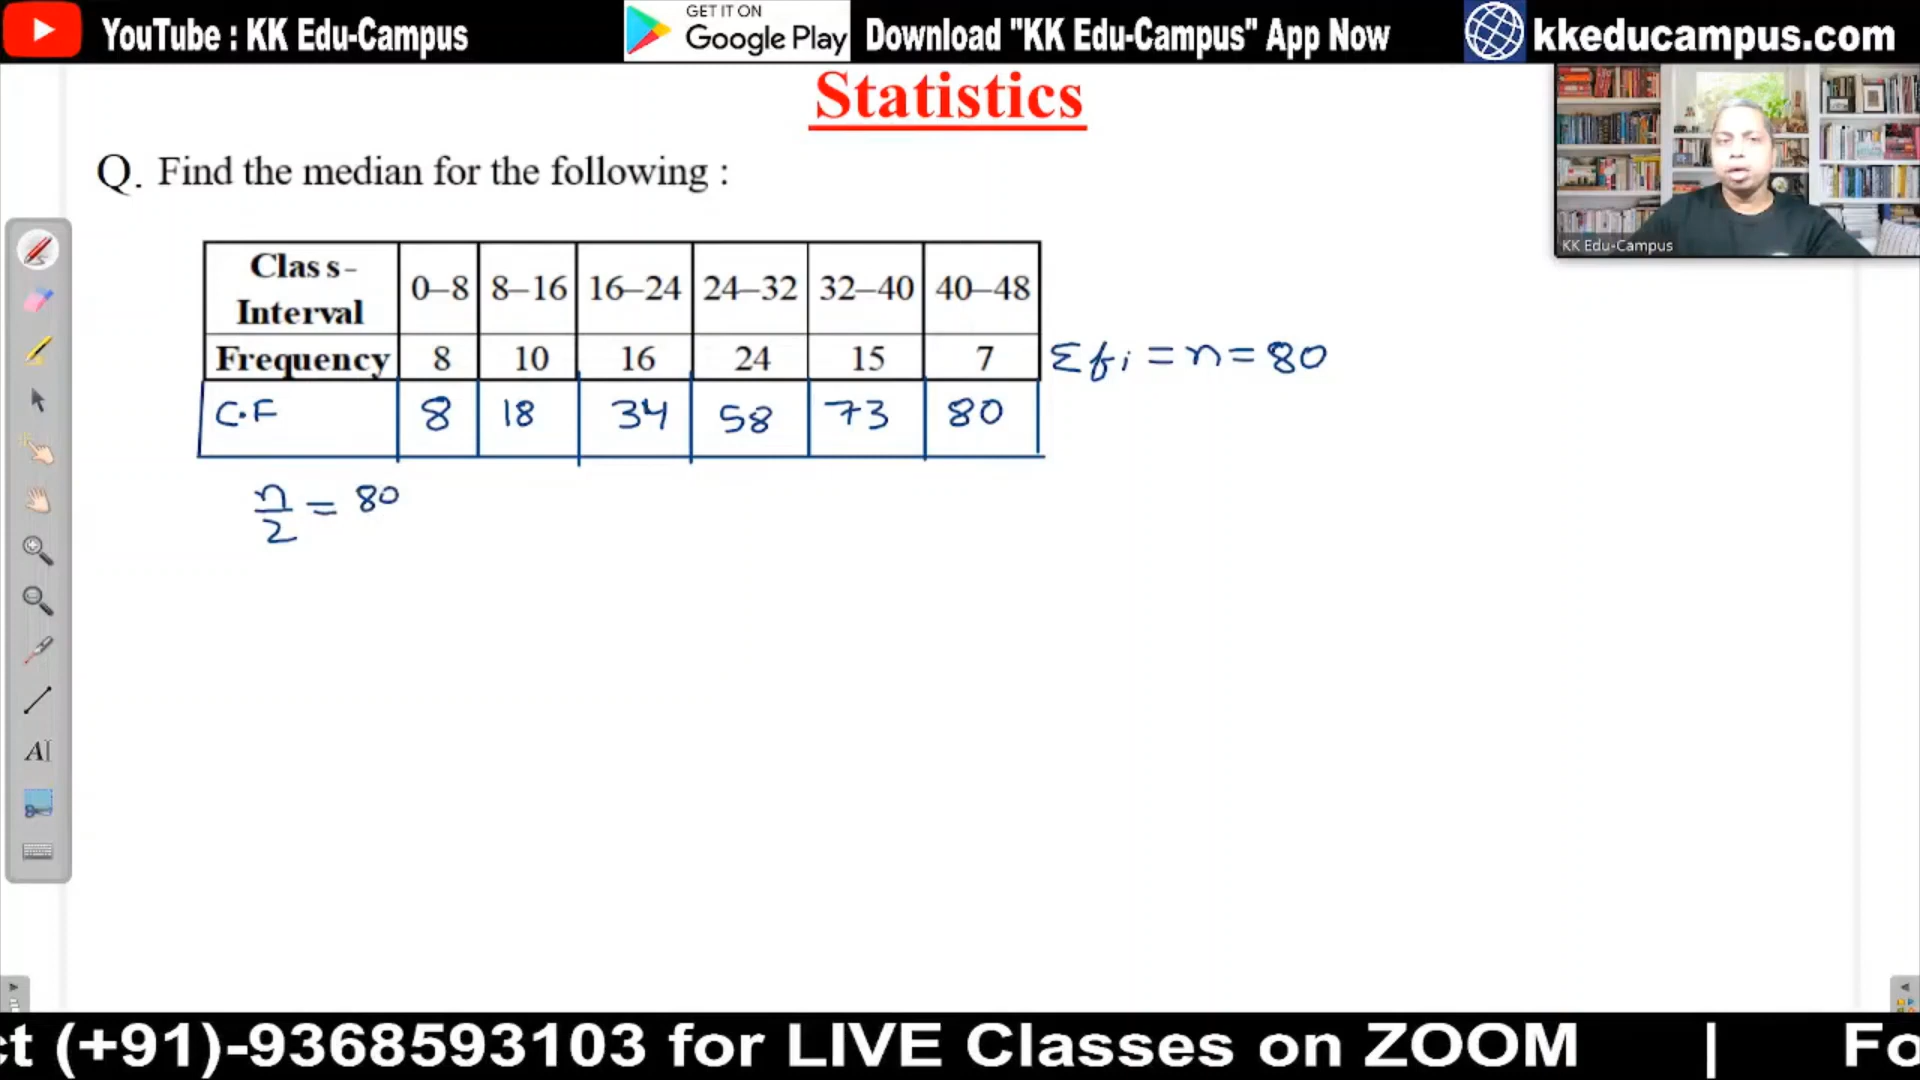 YouTube : KK Edu-Campus
GET IT ON
Google Play
Download "KK Edu-Campus" App Now
kkeducampus.com
Statistics
KK Edu-Campus
Q. Find the median for the following :
Class-Interval 0–8 8–16 16–24 24–32 32–40 40–48
Frequency 8 10 16 24 15 7 Σfi = n = 80
C.F 8 18 34 58 73 80
n/2 = 80
AI
ct (+91)-9368593103 for LIVE Classes on ZOOM | Fo